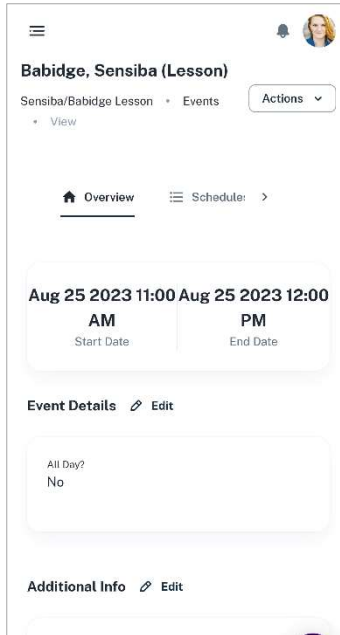 Babidge, Sensiba (Lesson)
Sensiba/Babidge Lesson • Events
• View
Actions
Overview
Schedule
Aug 25 2023 11:00
AM
Start Date
Aug 25 2023 12:00
PM
End Date
Event Details
Edit
All Day?
No
Additional Info
Edit